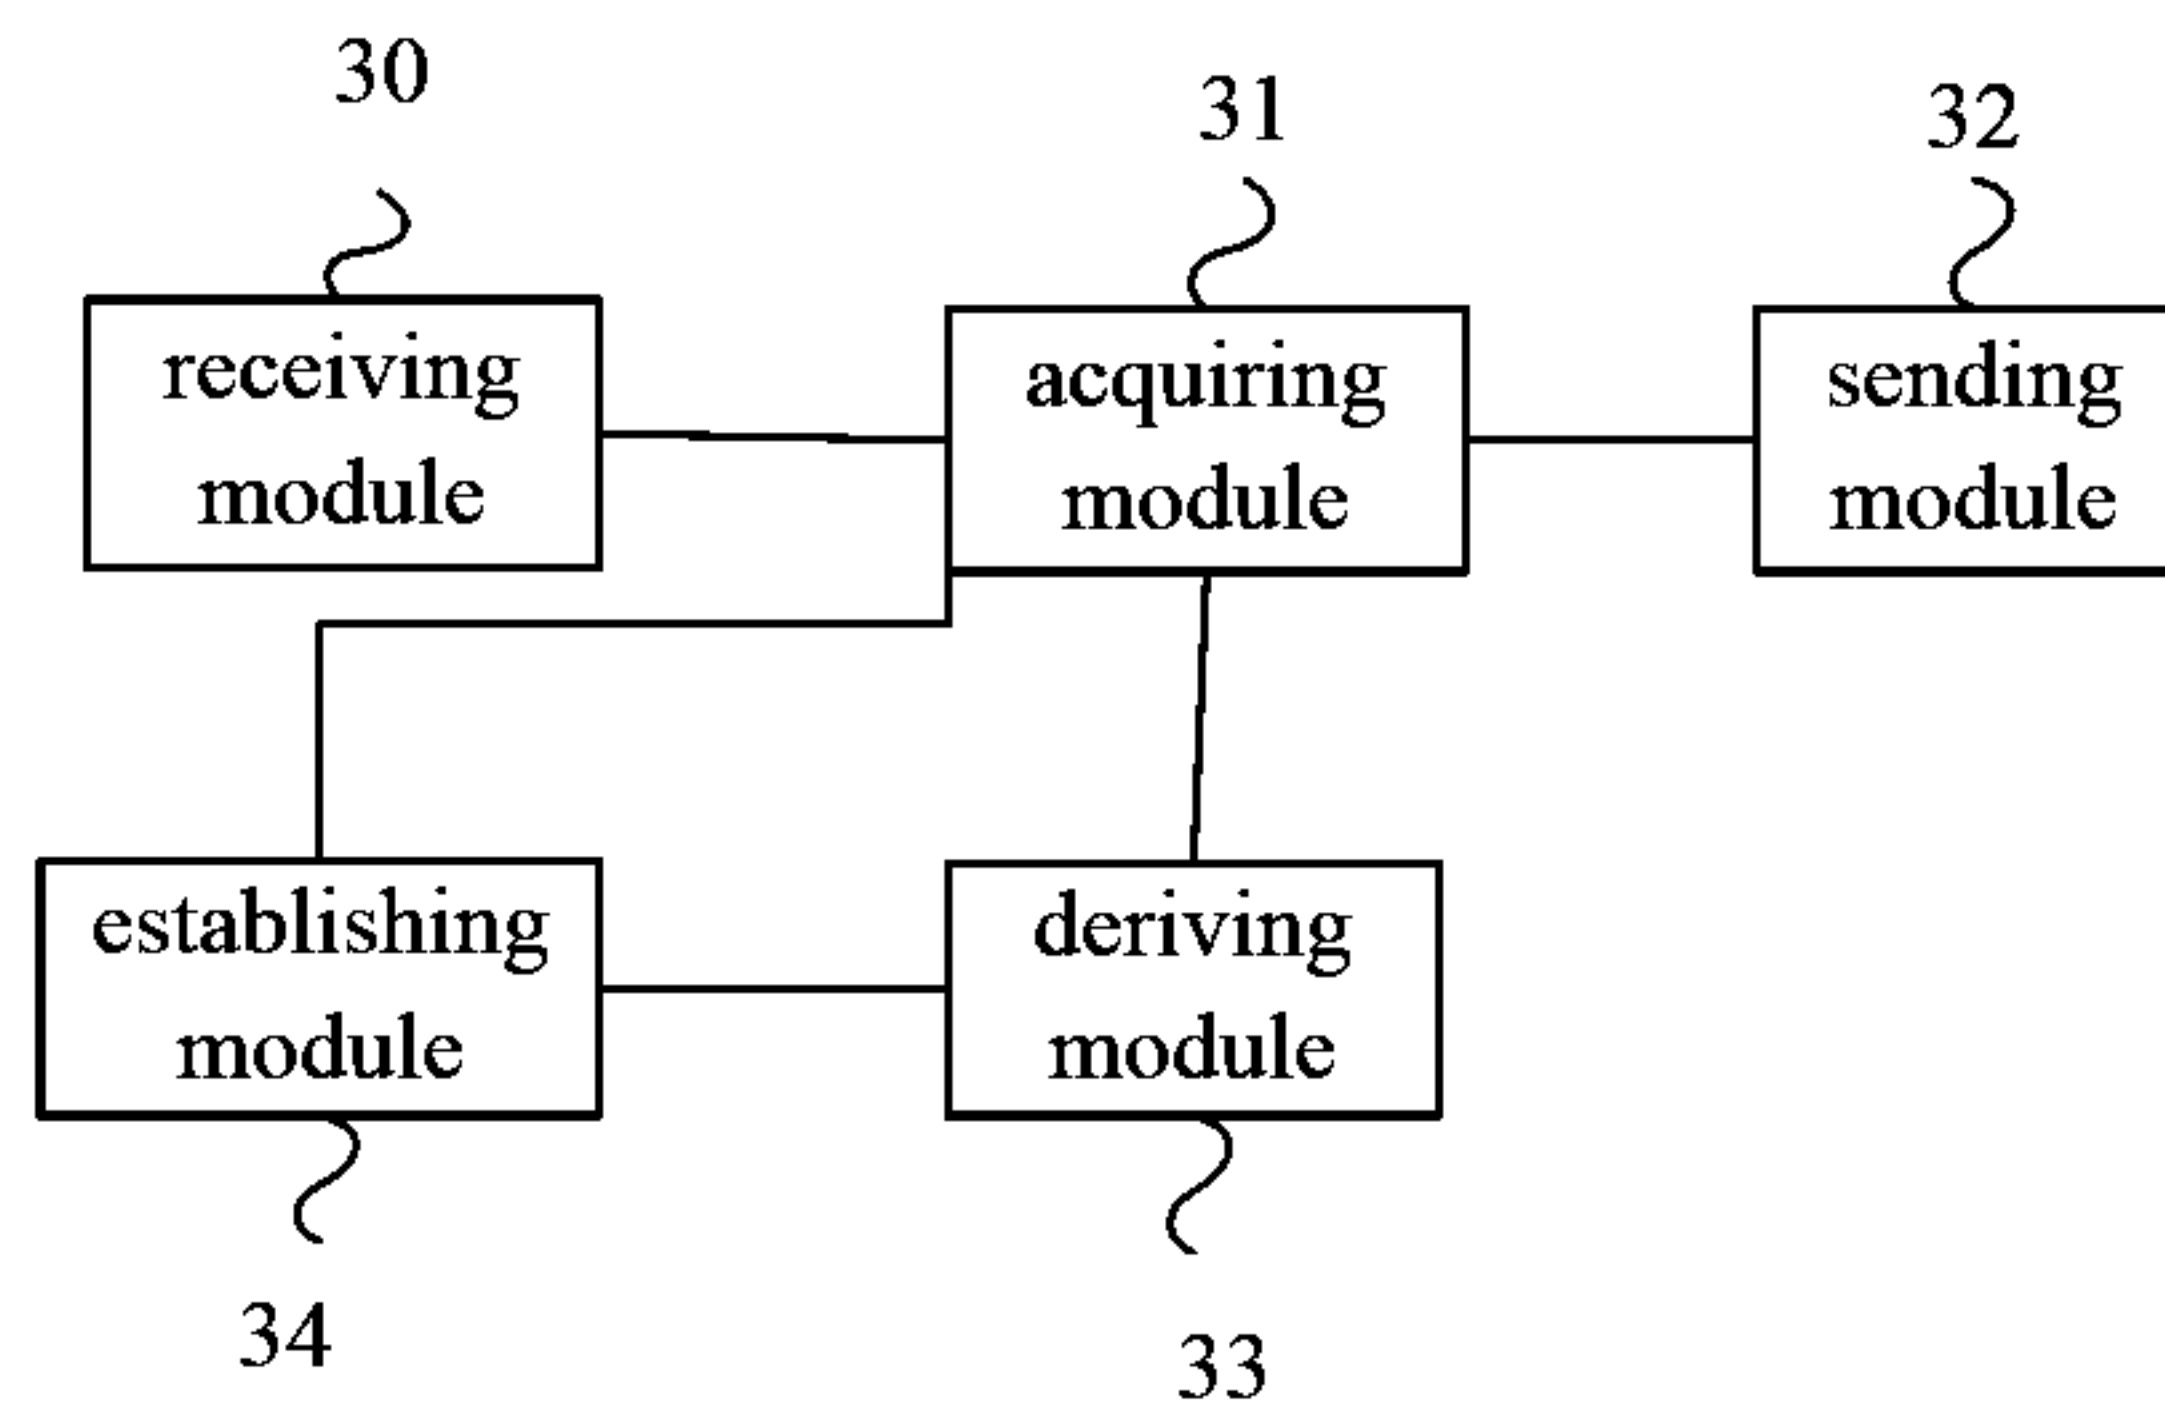 30
31
32
receiving
module
acquiring
module
sending
module
establishing
module
deriving
module
34
33